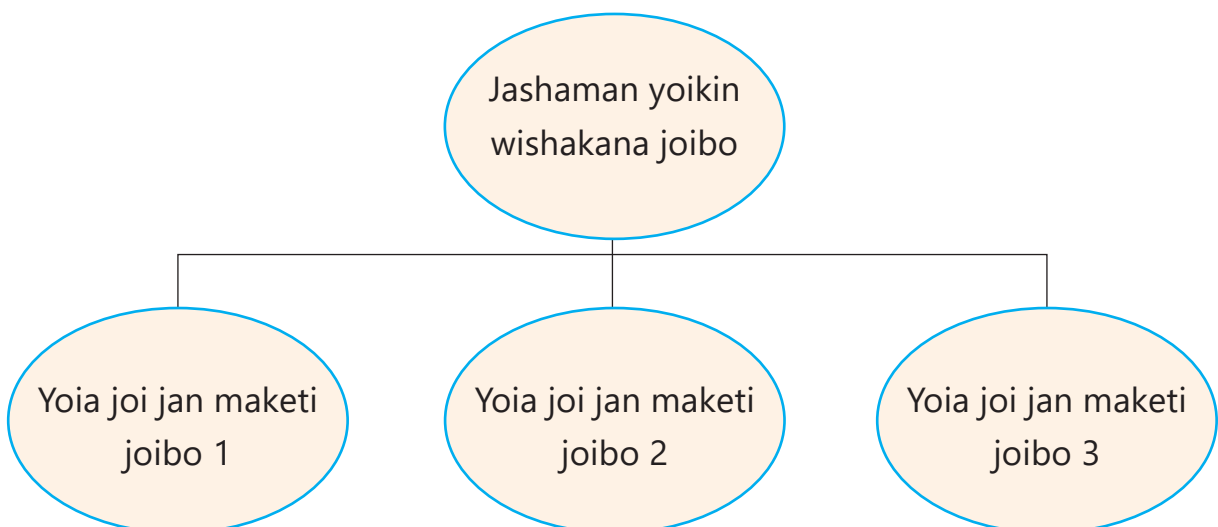 Jashaman yoikin
wishakana joibo
Yoia joi jan maketi
joibo 1
Yoia joi jan maketi
joibo 2
Yoia joi jan maketi
joibo 3